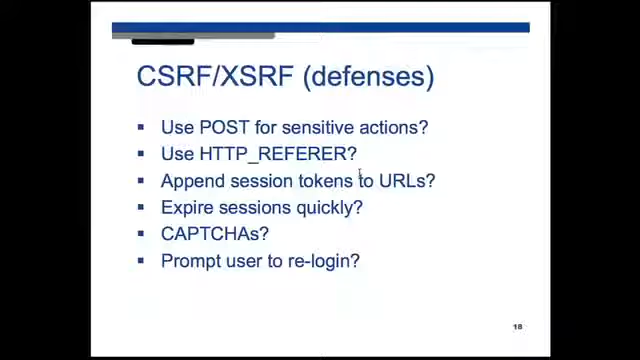 CSRF/XSRF (defenses)
Use POST for sensitive actions?
Use HTTP_REFERER?
Append session tokens to URLs?
Expire sessions quickly?
CAPTCHAs?
Prompt user to re-login?
18